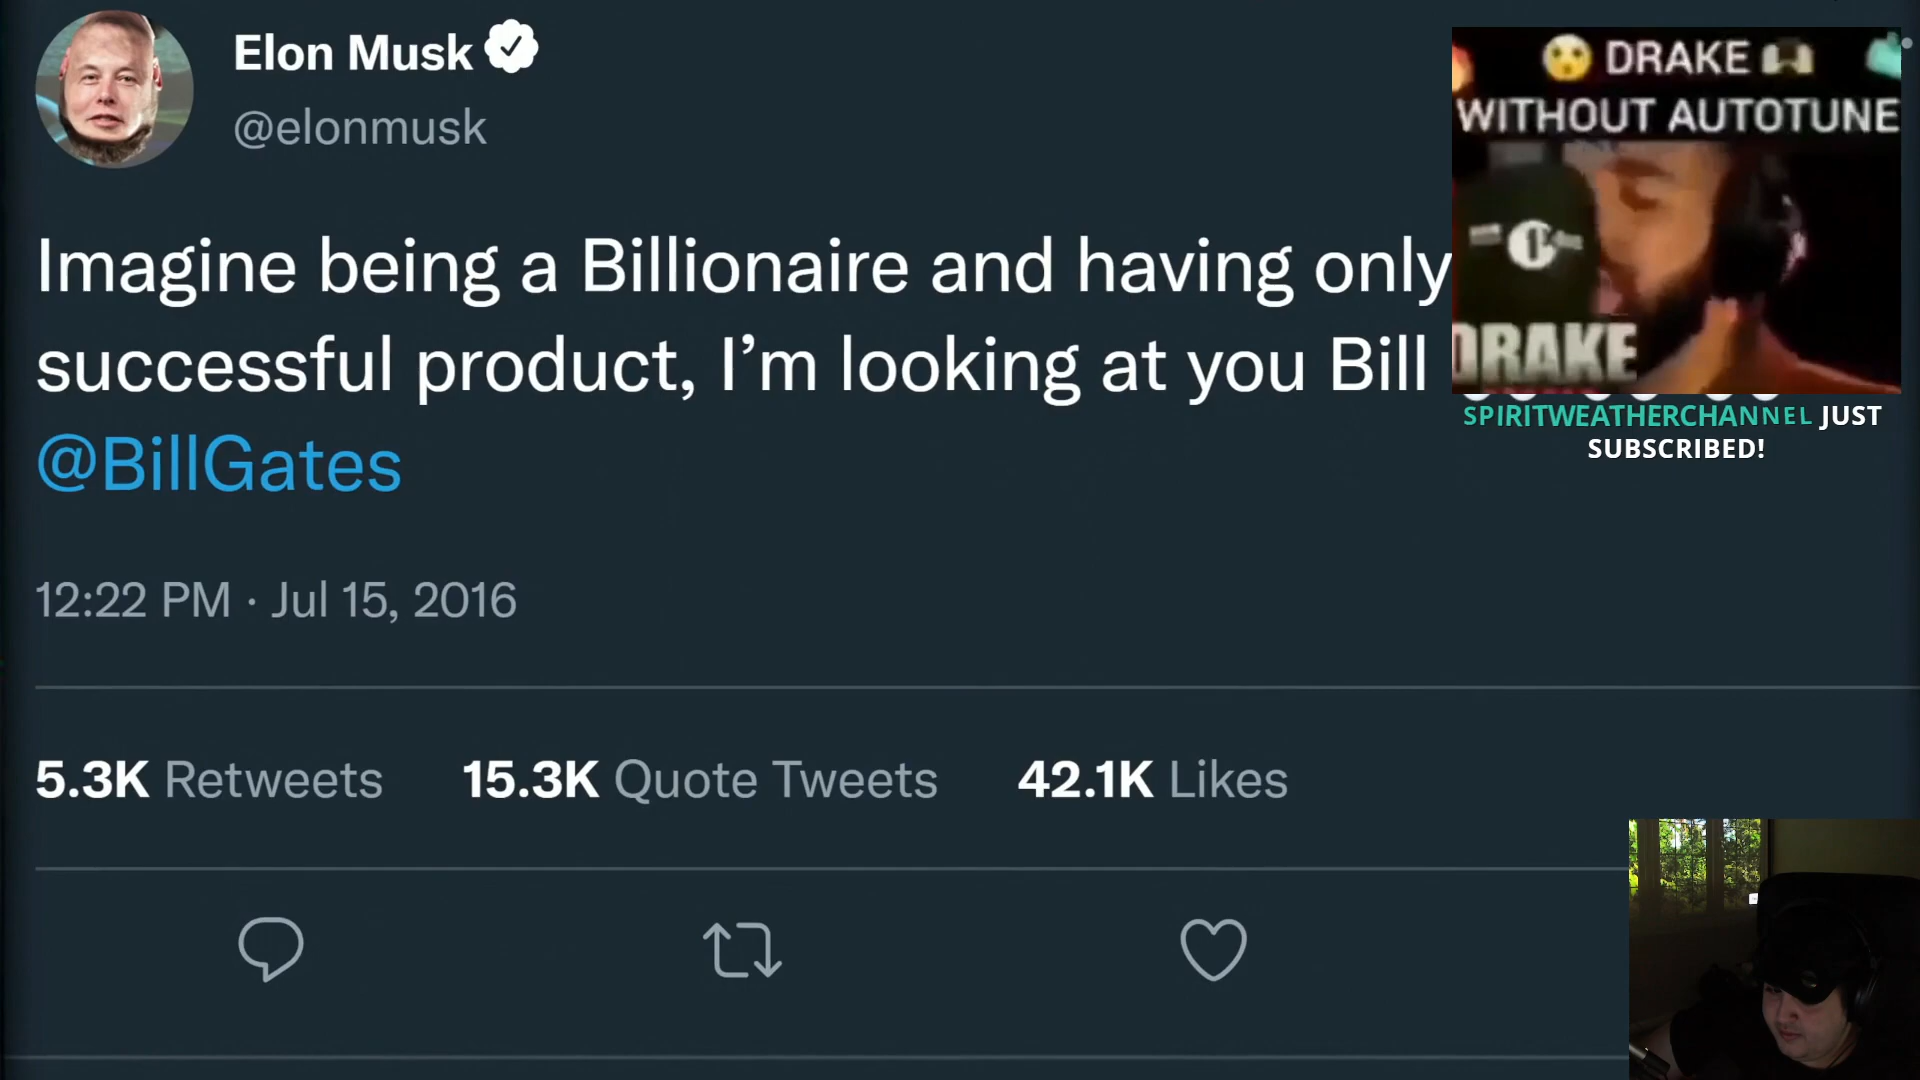 Elon Musk
@elonmusk
Imagine being a Billionaire and having only
successful product, I’m looking at you Bill
@BillGates
12:22 PM · Jul 15, 2016
5.3K Retweets 15.3K Quote Tweets 42.1K Likes
😯 DRAKE 🙌
WITHOUT AUTOTUNE
1
DRAKE
SPIRITWEATHERCHANNEL JUST
SUBSCRIBED!